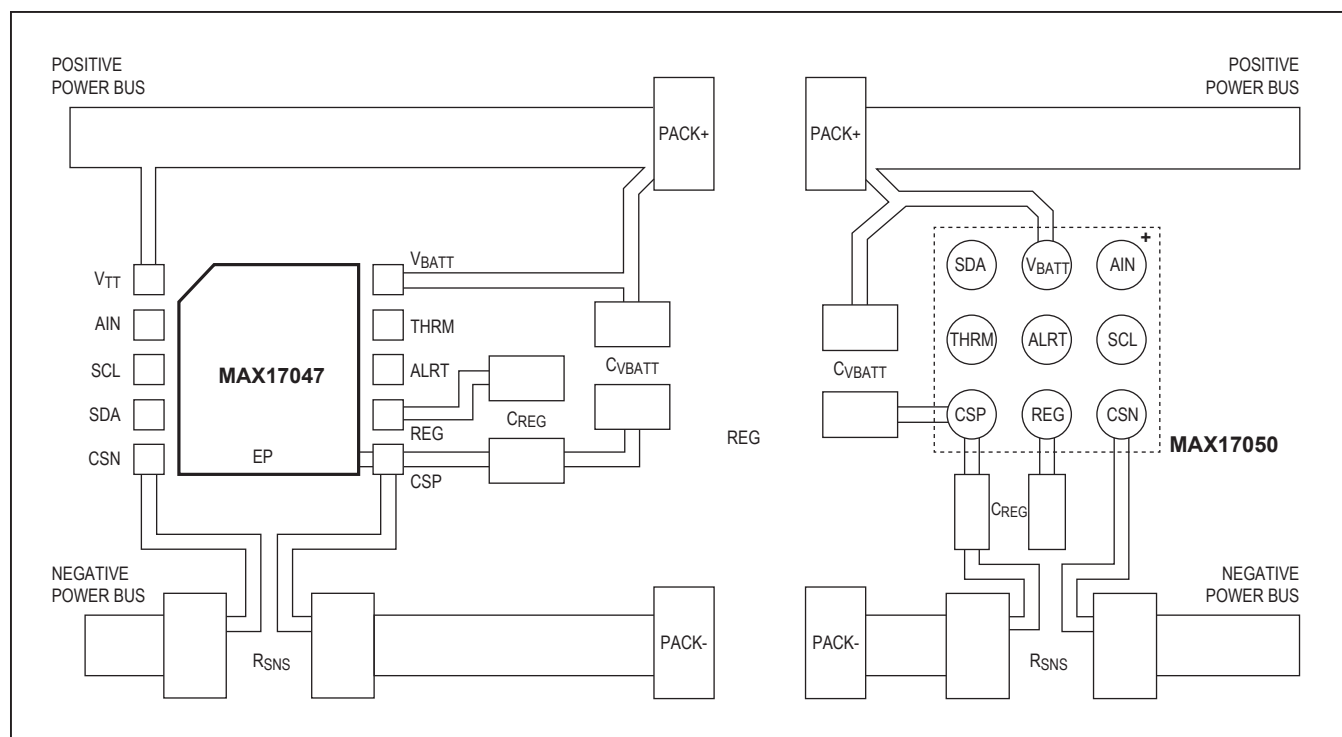 POSITIVE
POWER BUS
PACK+
VTT
AIN
SCL
SDA
CSN
MAX17047
EP
VBATT
THRM
ALRT
REG
CSP
CREG
CVBATT
NEGATIVE
POWER BUS
RSNS
PACK-
REG
POSITIVE
POWER BUS
PACK+
+
SDA
VBATT
AIN
THRM
ALRT
SCL
CSP
REG
CSN
CVBATT
MAX17050
CREG
NEGATIVE
POWER BUS
PACK-
RSNS